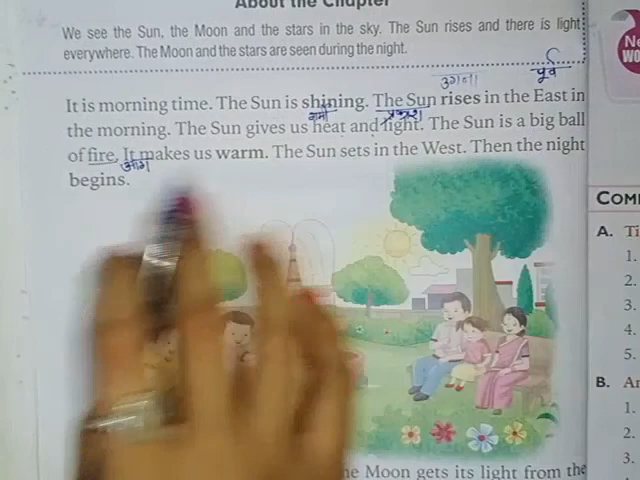 About the Chapter
We see the Sun, the Moon and the stars in the sky. The Sun rises and there is light
everywhere. The Moon and the stars are seen during the night.
उगना पूर्व
It is morning time. The Sun is shining. The Sun rises in the East in
गर्मी प्रकाश
the morning. The Sun gives us heat and light. The Sun is a big ball
of fire. It makes us warm. The Sun sets in the West. Then the night
आग
begins.
Moon gets its light from the
WO
COM
A. Ti
1.
2.
3.
4.
5.
B. An
1.
2.
3.